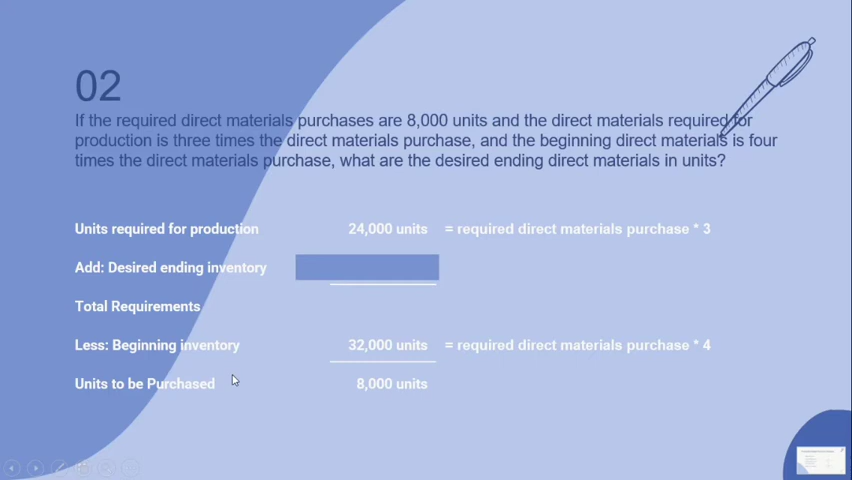 02
If the required direct materials purchases are 8,000 units and the direct materials required for
production is three times the direct materials purchase, and the beginning direct materials is four
times the direct materials purchase, what are the desired ending direct materials in units?
Units required for production 24,000 units = required direct materials purchase * 3
Add: Desired ending inventory
Total Requirements
Less: Beginning inventory 32,000 units = required direct materials purchase * 4
Units to be Purchased 8,000 units